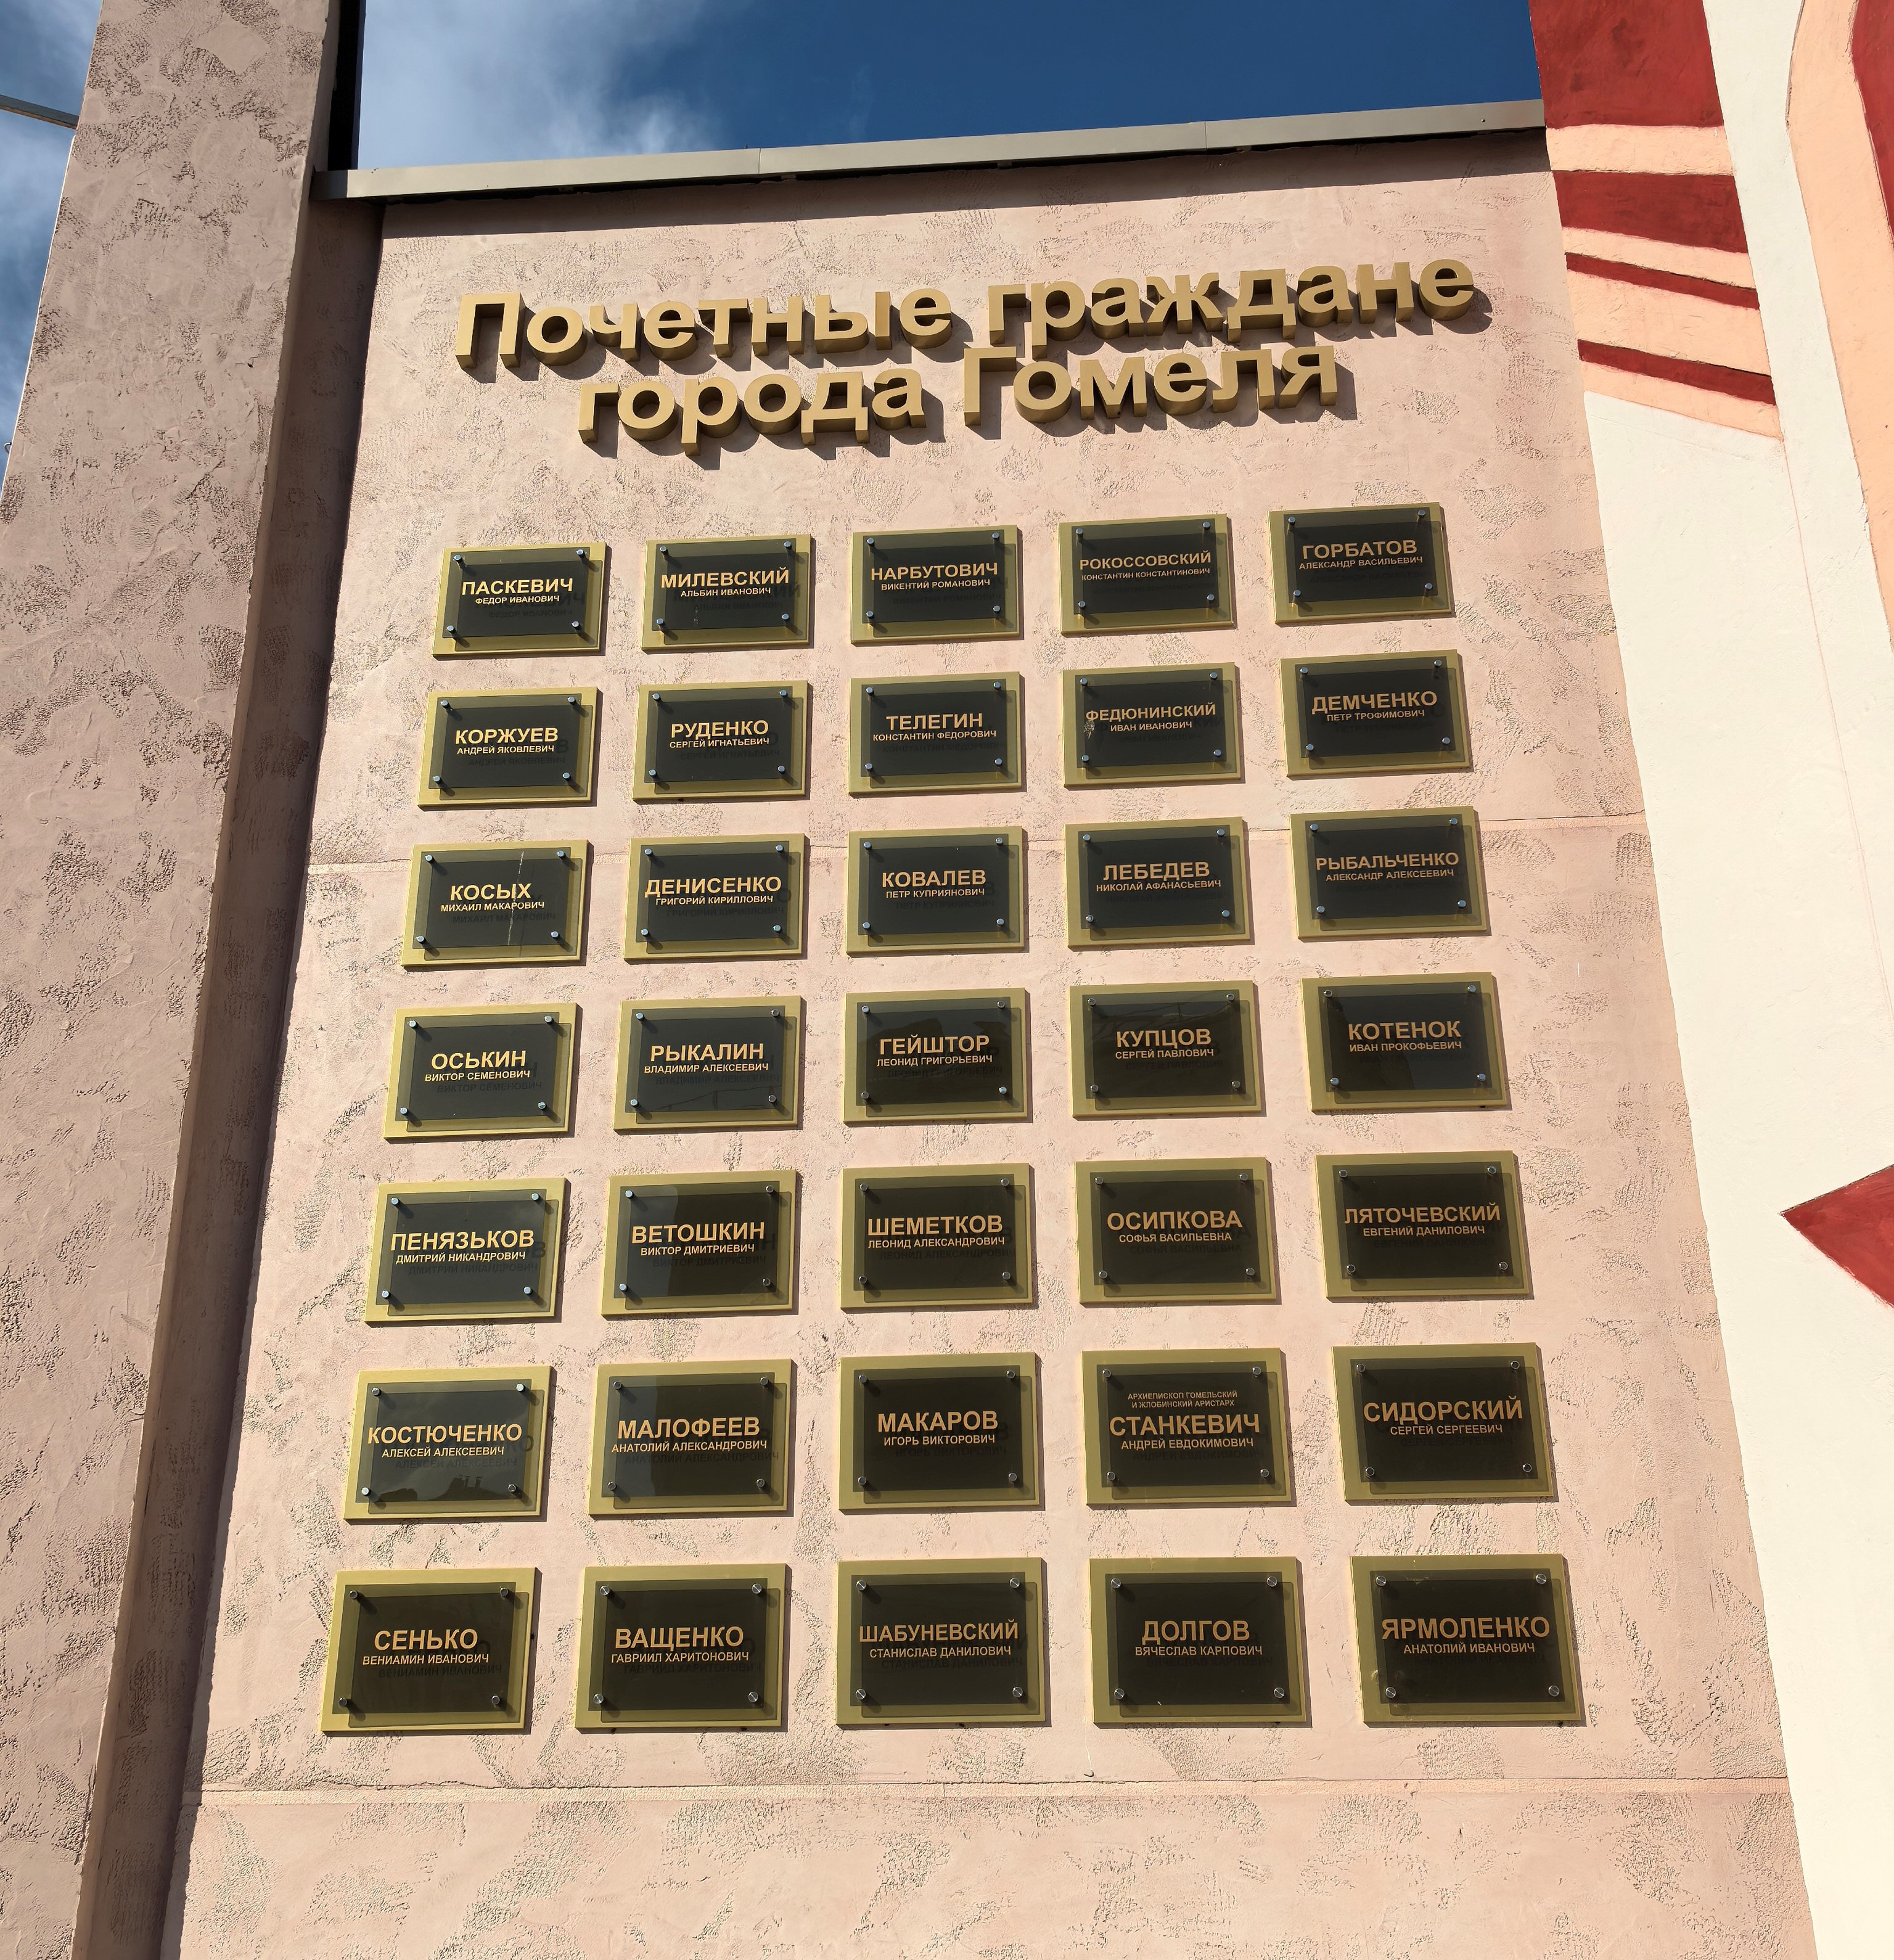 Почетные граждане
города Гомеля
ПАСКЕВИЧ
ФЕДОР ИВАНОВИЧ
МИЛЕВСКИЙ
АЛЬБИН ИВАНОВИЧ
НАРБУТОВИЧ
ВИКЕНТИЙ РОМАНОВИЧ
РОКОССОВСКИЙ
КОНСТАНТИН КОНСТАНТИНОВИЧ
ГОРБАТОВ
АЛЕКСАНДР ВАСИЛЬЕВИЧ
КОРЖУЕВ
АНДРЕЙ ЯКОВЛЕВИЧ
РУДЕНКО
СЕРГЕЙ ИГНАТЬЕВИЧ
ТЕЛЕГИН
КОНСТАНТИН ФЕДОРОВИЧ
ФЕДЮНИНСКИЙ
ИВАН ИВАНОВИЧ
ДЕМЧЕНКО
ПЕТР ТРОФИМОВИЧ
КОСЫХ
МИХАИЛ МАКАРОВИЧ
ДЕНИСЕНКО
ГРИГОРИЙ КИРИЛЛОВИЧ
КОВАЛЕВ
ПЕТР КУПРИЯНОВИЧ
ЛЕБЕДЕВ
НИКОЛАЙ АФАНАСЬЕВИЧ
РЫБАЛЬЧЕНКО
АЛЕКСАНДР АЛЕКСЕЕВИЧ
ОСЬКИН
ВИКТОР СЕМЕНОВИЧ
РЫКАЛИН
ВЛАДИМИР АЛЕКСЕЕВИЧ
ГЕЙШТОР
ЛЕОНИД ГРИГОРЬЕВИЧ
КУПЦОВ
СЕРГЕЙ ПАВЛОВИЧ
КОТЕНОК
ИВАН ПРОКОФЬЕВИЧ
ПЕНЯЗЬКОВ
ДМИТРИЙ НИКАНДРОВИЧ
ВЕТОШКИН
ВИКТОР ДМИТРИЕВИЧ
ШЕМЕТКОВ
ЛЕОНИД АЛЕКСАНДРОВИЧ
ОСИПКОВА
СОФЬЯ ВАСИЛЬЕВНА
ЛЯТОЧЕВСКИЙ
ЕВГЕНИЙ ДАНИЛОВИЧ
КОСТЮЧЕНКО
АЛЕКСЕЙ АЛЕКСЕЕВИЧ
МАЛОФЕЕВ
АНАТОЛИЙ АЛЕКСАНДРОВИЧ
МАКАРОВ
ИГОРЬ ВИКТОРОВИЧ
АРХИЕПИСКОП ГОМЕЛЬСКИЙ
И ЖЛОБИНСКИЙ АРИСТАРХ
СТАНКЕВИЧ
АНДРЕЙ ЕВДОКИМОВИЧ
СИДОРСКИЙ
СЕРГЕЙ СЕРГЕЕВИЧ
СЕНЬКО
ВЕНИАМИН ИВАНОВИЧ
ВАЩЕНКО
ГАВРИИЛ ХАРИТОНОВИЧ
ШАБУНЕВСКИЙ
СТАНИСЛАВ ДАНИЛОВИЧ
ДОЛГОВ
ВЯЧЕСЛАВ КАРПОВИЧ
ЯРМОЛЕНКО
АНАТОЛИЙ ИВАНОВИЧ